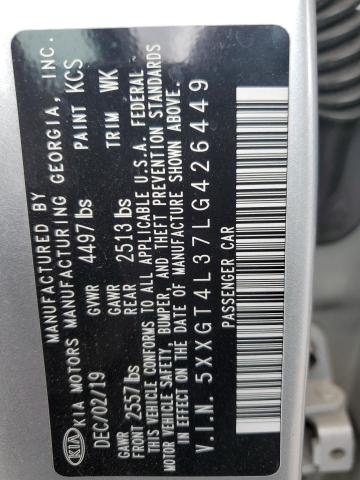 MANUFACTURED BY
KIA KIA MOTORS MANUFACTURING GEORGIA, INC.
DEC/02/19 GVWR 4497 lbs PAINT KCS
GAWR FRONT 2557 lbs GAWR REAR 2513 lbs TRIM WK
THIS VEHICLE CONFORMS TO ALL APPLICABLE U.S.A. FEDERAL
MOTOR VEHICLE SAFETY, BUMPER, AND THEFT PREVENTION STANDARDS
IN EFFECT ON THE DATE OF MANUFACTURE SHOWN ABOVE.
V.I.N. 5XXGT4L37LG426449
PASSENGER CAR